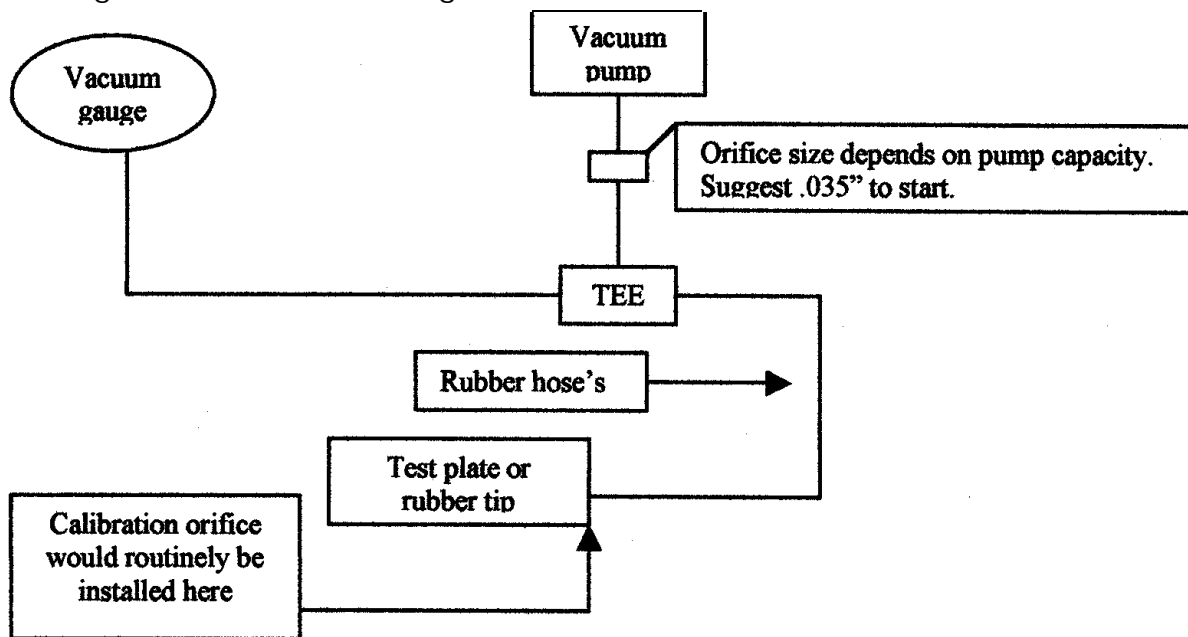 Vacuum
pump
Vacuum
gauge
Orifice size depends on pump capacity.
Suggest .035” to start.
TEE
Rubber hose’s
Test plate or
rubber tip
Calibration orifice
would routinely be
installed here